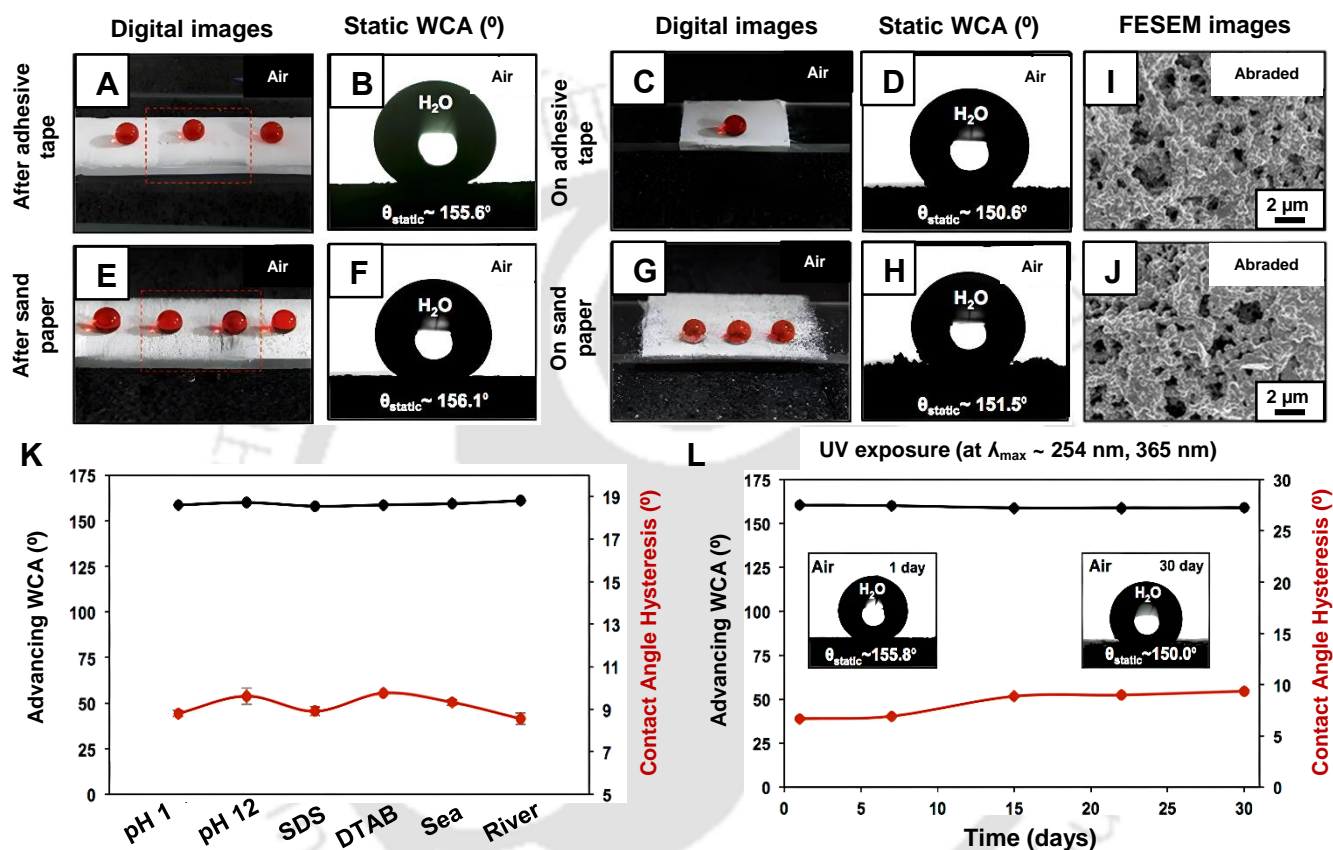 Digital images
Static WCA (º)
Digital images
Static WCA (º)
FESEM images
After adhesive tape
A
Air
B
Air
H2O
θstatic~ 155.6º
On adhesive tape
C
Air
D
Air
H2O
θstatic~ 150.6º
I
Abraded
2 µm
After sand paper
E
Air
F
Air
H2O
θstatic~ 156.1º
On sand paper
G
Air
H
Air
H2O
θstatic~ 151.5º
J
Abraded
2 µm
K
Advancing WCA (º)
175
150
125
100
75
50
25
0
19
17
15
13
11
9
7
5
Contact Angle Hysteresis (º)
pH 1
pH 12
SDS
DTAB
Sea
River
L
UV exposure (at λmax ~ 254 nm, 365 nm)
Advancing WCA (º)
175
150
125
100
75
50
25
0
Air
1 day
H2O
θstatic~155.8º
Air
30 day
H2O
θstatic~150.0º
30
25
20
15
10
5
0
Contact Angle Hysteresis (º)
0
5
10
15
20
25
30
Time (days)